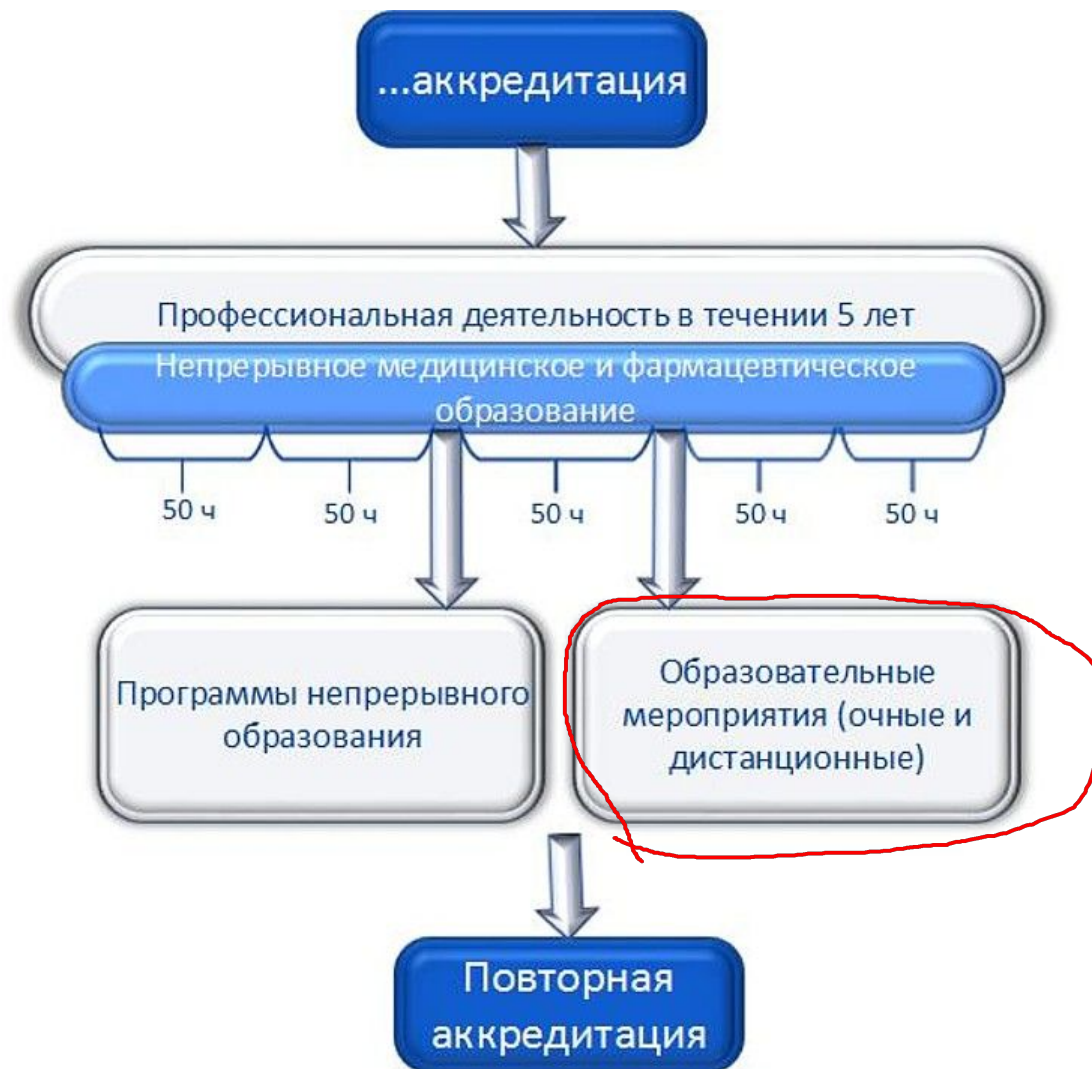 ...аккредитация
Профессиональная деятельность в течении 5 лет
Непрерывное медицинское и фармацевтическое
образование
50 ч
50 ч
50 ч
50 ч
50 ч
Программы непрерывного
образования
Образовательные
мероприятия (очные и
дистанционные)
Повторная
аккредитация